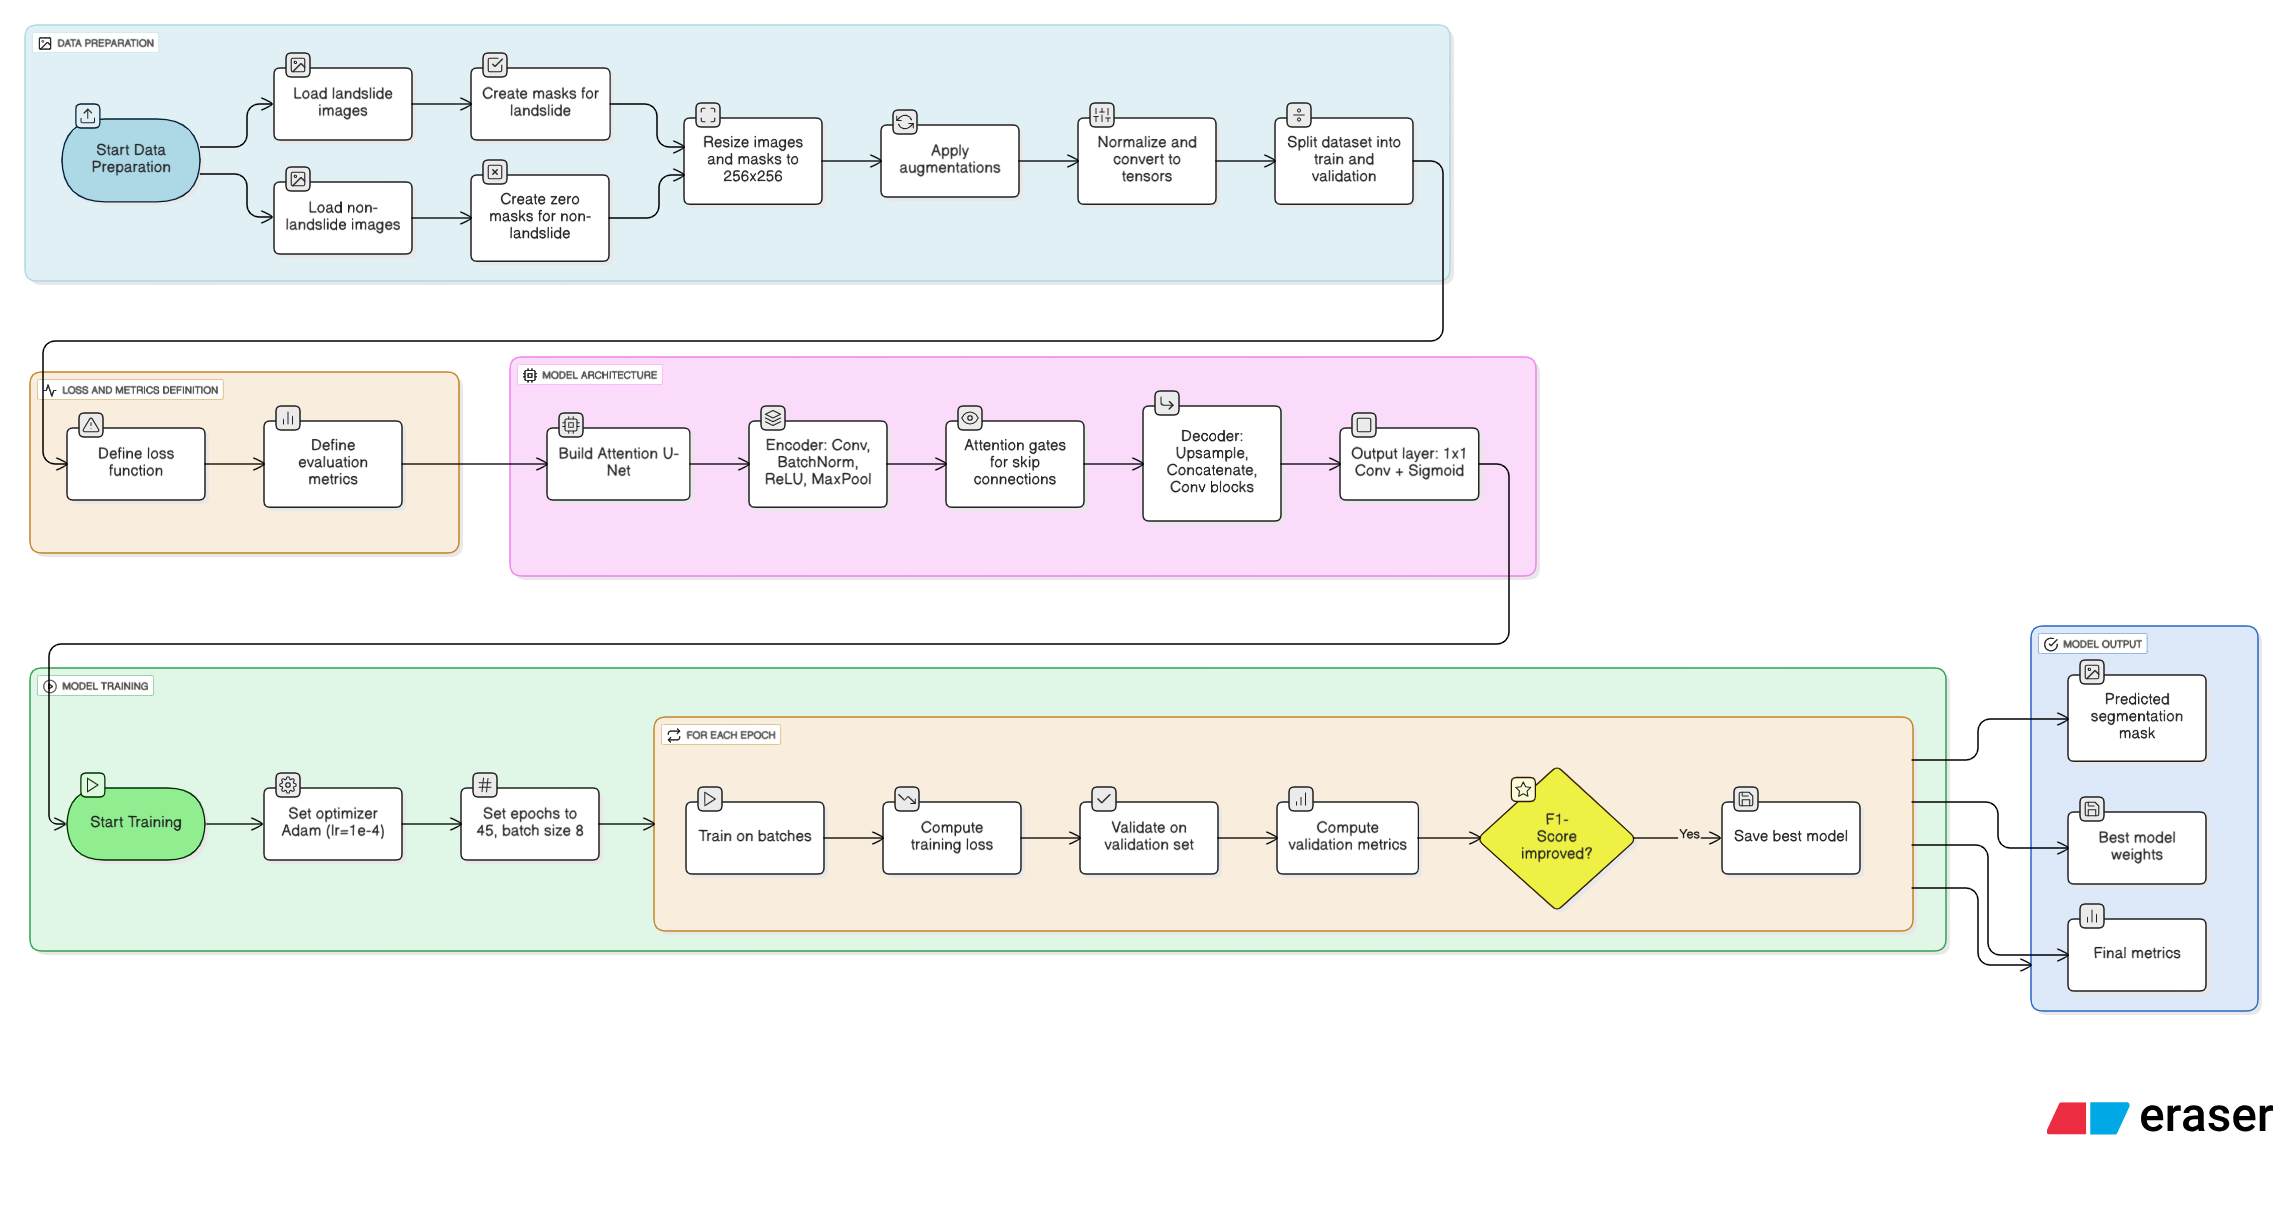 DATA PREPARATION
Start Data
Preparation
Load landslide
images
Create masks for
landslide
Load non-
landslide images
Create zero
masks for non-
landslide
Resize images
and masks to
256x256
Apply
augmentations
Normalize and
convert to
tensors
Split dataset into
train and
validation
LOSS AND METRICS DEFINITION
Define loss
function
Define
evaluation
metrics
MODEL ARCHITECTURE
Build Attention U-
Net
Encoder: Conv,
BatchNorm,
ReLU, MaxPool
Attention gates
for skip
connections
Decoder:
Upsample,
Concatenate,
Conv blocks
Output layer: 1x1
Conv + Sigmoid
MODEL TRAINING
Start Training
Set optimizer
Adam (lr=1e-4)
Set epochs to
45, batch size 8
FOR EACH EPOCH
Train on batches
Compute
training loss
Validate on
validation set
Compute
validation metrics
F1-
Score
improved?
Yes
Save best model
MODEL OUTPUT
Predicted
segmentation
mask
Best model
weights
Final metrics
eraser